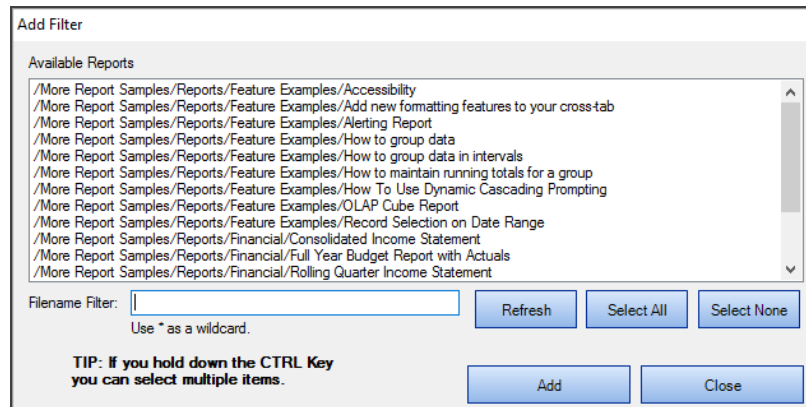 Add Filter
Available Reports
/More Report Samples/Reports/Feature Examples/Accessibility
/More Report Samples/Reports/Feature Examples/Add new formatting features to your cross-tab
/More Report Samples/Reports/Feature Examples/Alerting Report
/More Report Samples/Reports/Feature Examples/How to group data
/More Report Samples/Reports/Feature Examples/How to group data in intervals
/More Report Samples/Reports/Feature Examples/How to maintain running totals for a group
/More Report Samples/Reports/Feature Examples/How To Use Dynamic Cascading Prompting
/More Report Samples/Reports/Feature Examples/OLAP Cube Report
/More Report Samples/Reports/Feature Examples/Record Selection on Date Range
/More Report Samples/Reports/Financial/Consolidated Income Statement
/More Report Samples/Reports/Financial/Full Year Budget Report with Actuals
/More Report Samples/Reports/Financial/Rolling Quarter Income Statement
Filename Filter: Refresh Select All Select None
Use * as a wildcard.
TIP: If you hold down the CTRL Key
you can select multiple items.
Add Close